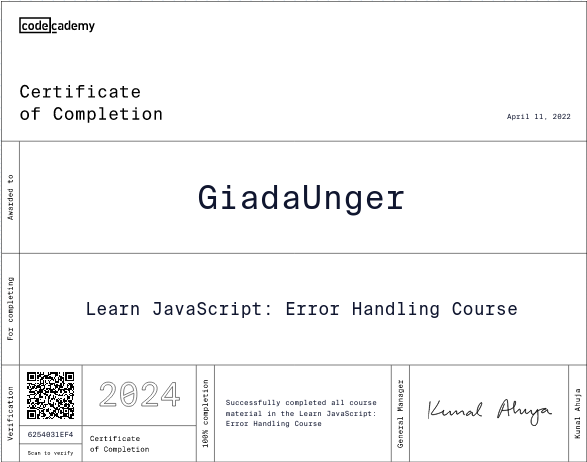 codecademy
Certificate
of Completion
April 11, 2022
Awarded to
GiadaUnger
For completing
Learn JavaScript: Error Handling Course
Verification
6254031EF4
Scan to verify
2024
Certificate
of Completion
100% completion
Successfully completed all course
material in the Learn JavaScript:
Error Handling Course
General Manager
Kunal Ahuja
Kunal Ahuja